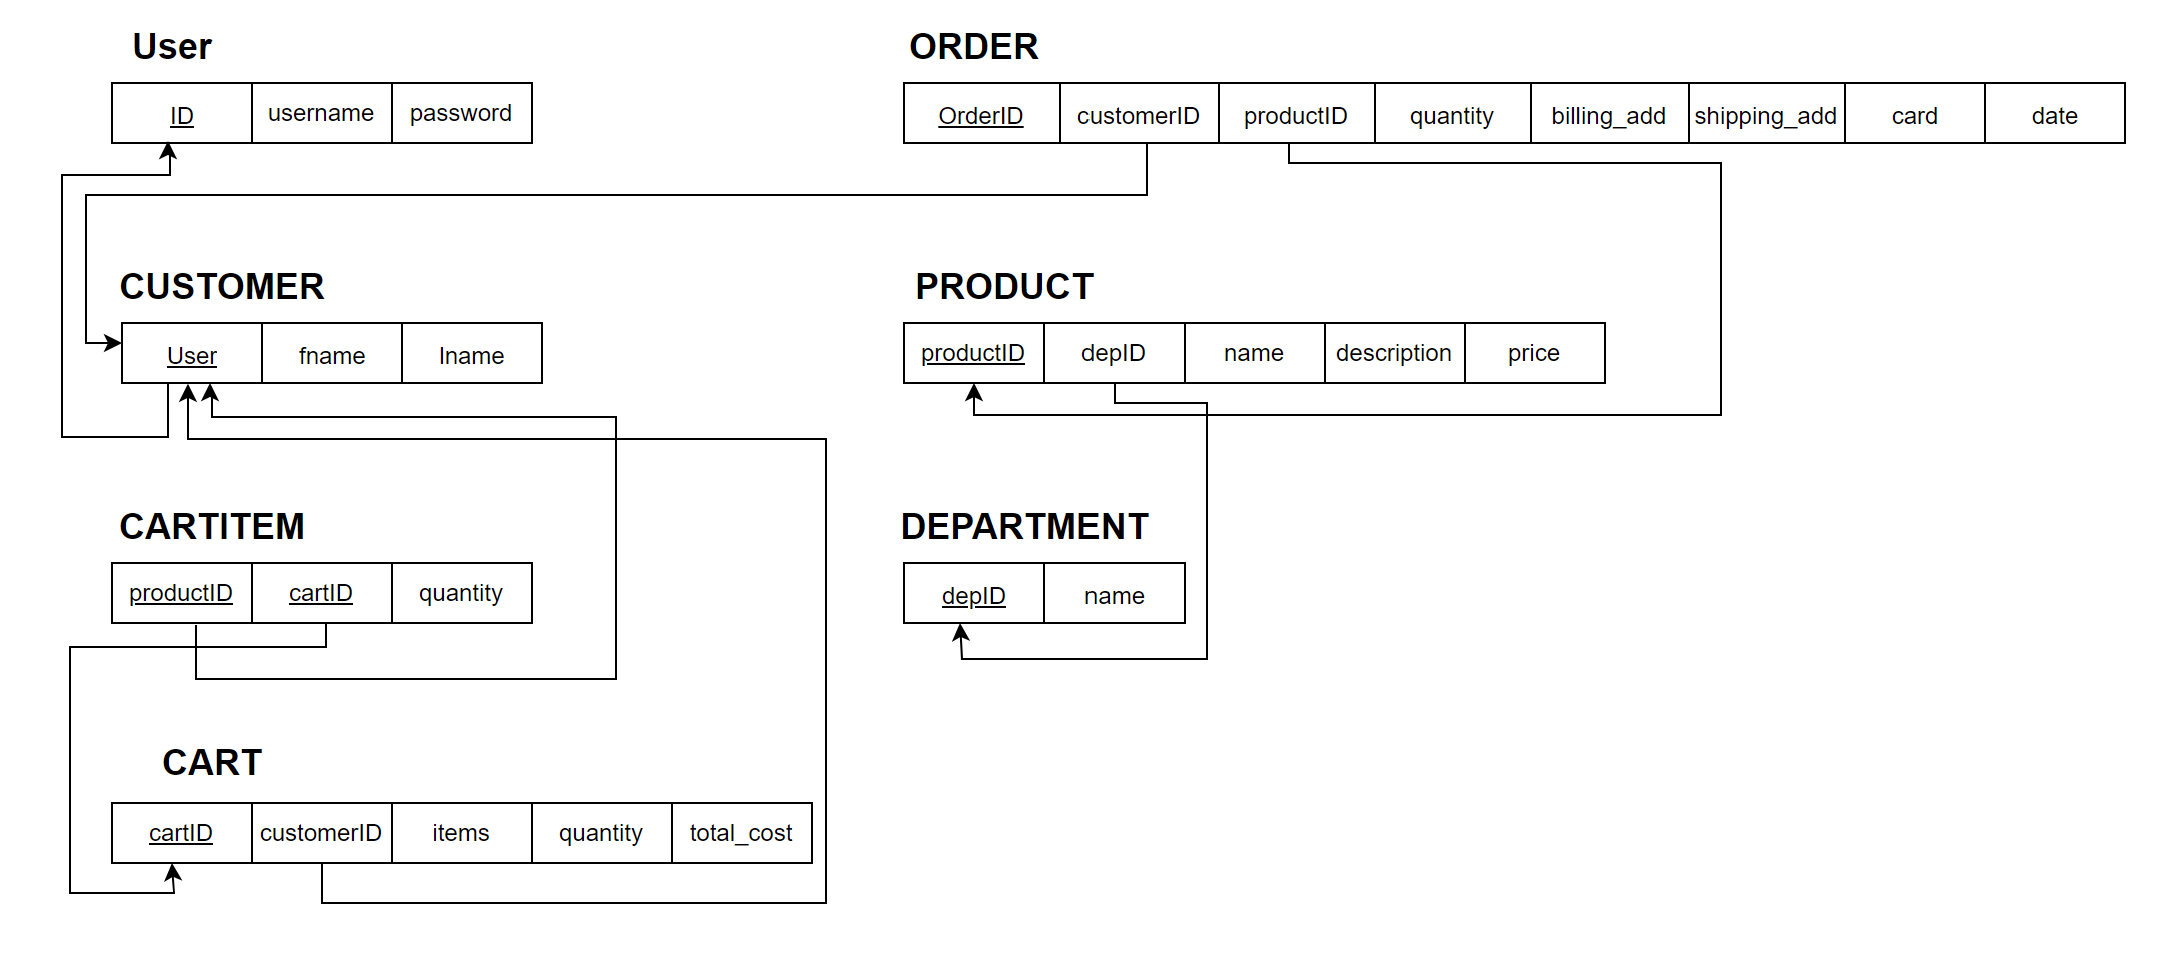 User
ID username password
ORDER
OrderID customerID productID quantity billing_add shipping_add card date
CUSTOMER
User fname lname
PRODUCT
productID depID name description price
CARTITEM
productID cartID quantity
DEPARTMENT
depID name
CART
cartID customerID items quantity total_cost